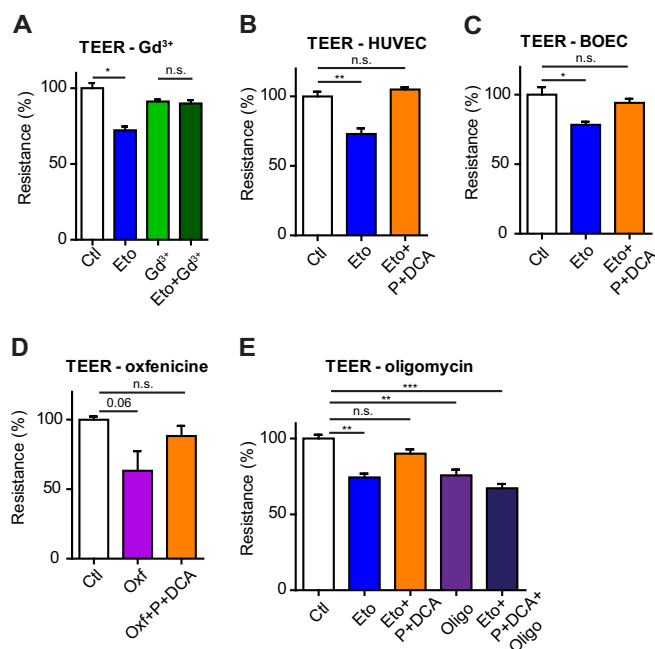 A
TEER - Gd³⁺
Resistance (%)
100
50
0
*
n.s.
Ctl
Eto
Gd³⁺
Eto+Gd³⁺
B
TEER - HUVEC
Resistance (%)
100
50
0
n.s.
**
Ctl
Eto
Eto+
P+DCA
C
TEER - BOEC
Resistance (%)
100
50
0
n.s.
*
Ctl
Eto
Eto+
P+DCA
D
TEER - oxfenicine
Resistance (%)
100
50
0
n.s.
0.06
Ctl
Oxf
Oxf+P+DCA
E
TEER - oligomycin
Resistance (%)
100
50
0
***
**
n.s.
**
Ctl
Eto
Eto+
P+DCA
Oligo
Eto+
P+DCA+
Oligo